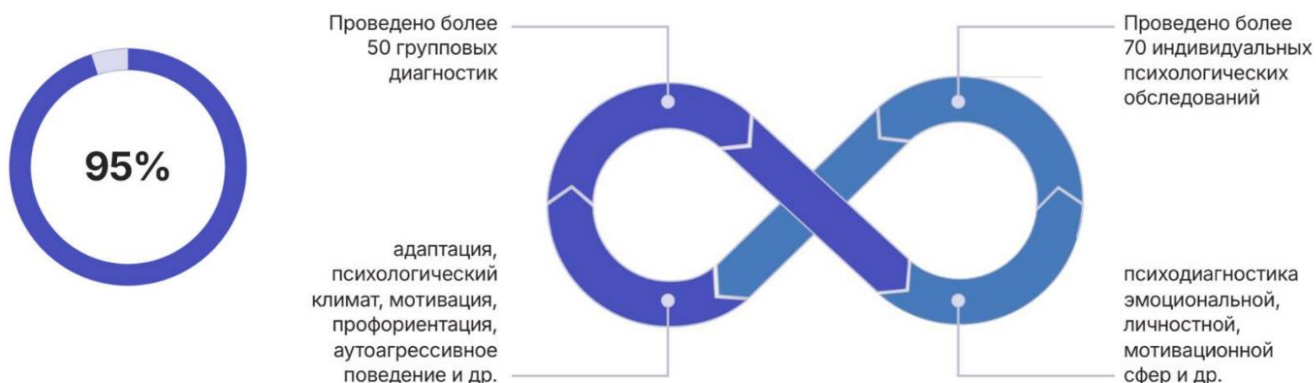 95%
Проведено более
50 групповых
диагностик
адаптация,
психологический
климат, мотивация,
профориентация,
аутоагрессивное
поведение и др.
Проведено более
70 индивидуальных
психологических
обследований
психодиагностика
эмоциональной,
личностной,
мотивационной
сфер и др.